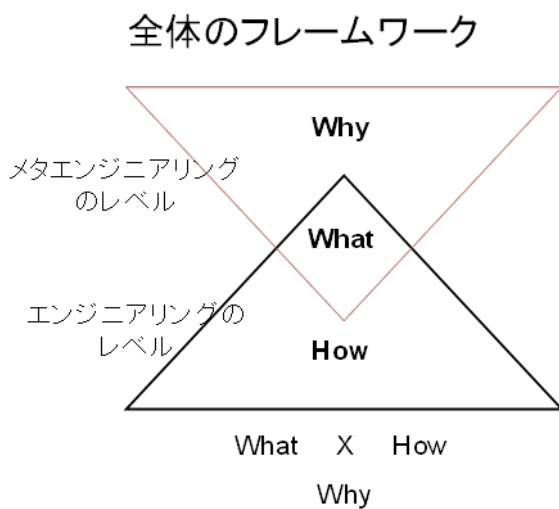 全体のフレームワーク
Why
メタエンジニアリング
のレベル
What
エンジニアリングの
レベル
How
What X How
Why